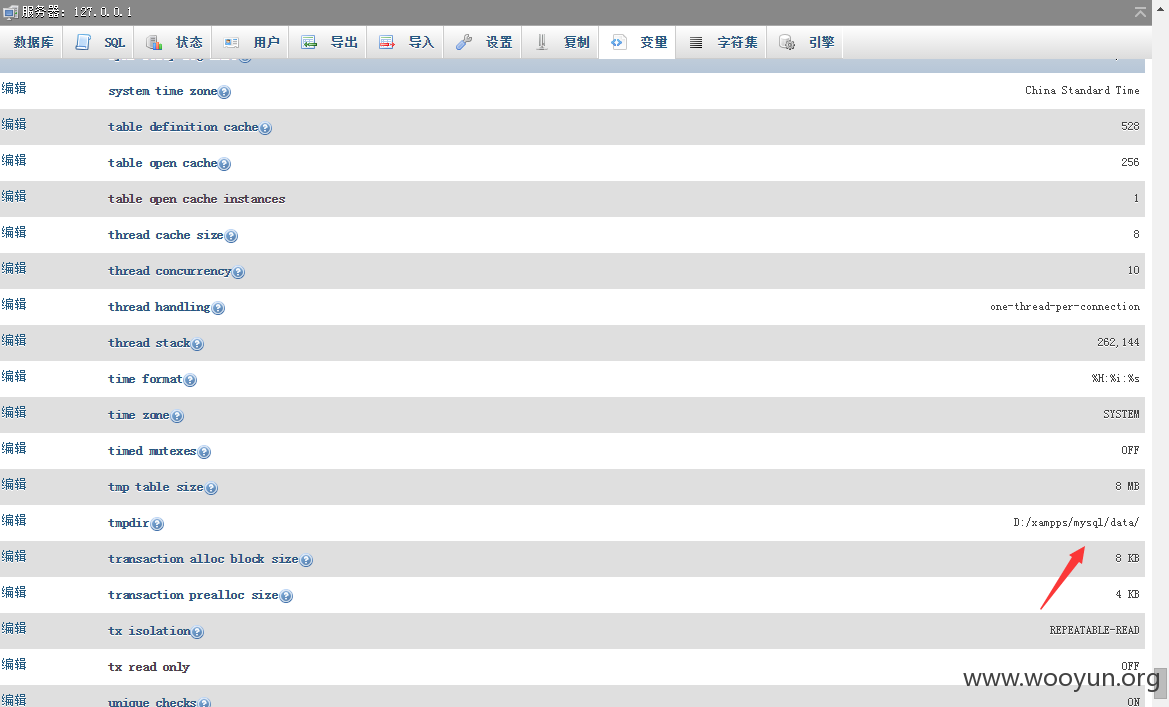 服务器: 127.0.0.1
数据库 SQL 状态 用户 导出 导入 设置 复制 变量 字符集 引擎
编辑 system time zone China Standard Time
编辑 table definition cache 528
编辑 table open cache 256
编辑 table open cache instances 1
编辑 thread cache size 8
编辑 thread concurrency 10
编辑 thread handling one-thread-per-connection
编辑 thread stack 262,144
编辑 time format %H:%i:%s
编辑 time zone SYSTEM
编辑 timed mutexes OFF
编辑 tmp table size 8 MB
编辑 tmpdir D:/xampps/mysql/data/
编辑 transaction alloc block size 8 KB
编辑 transaction prealloc size 4 KB
编辑 tx isolation REPEATABLE-READ
编辑 tx read only OFF
www.wooyun.org
编辑 unique checks ON